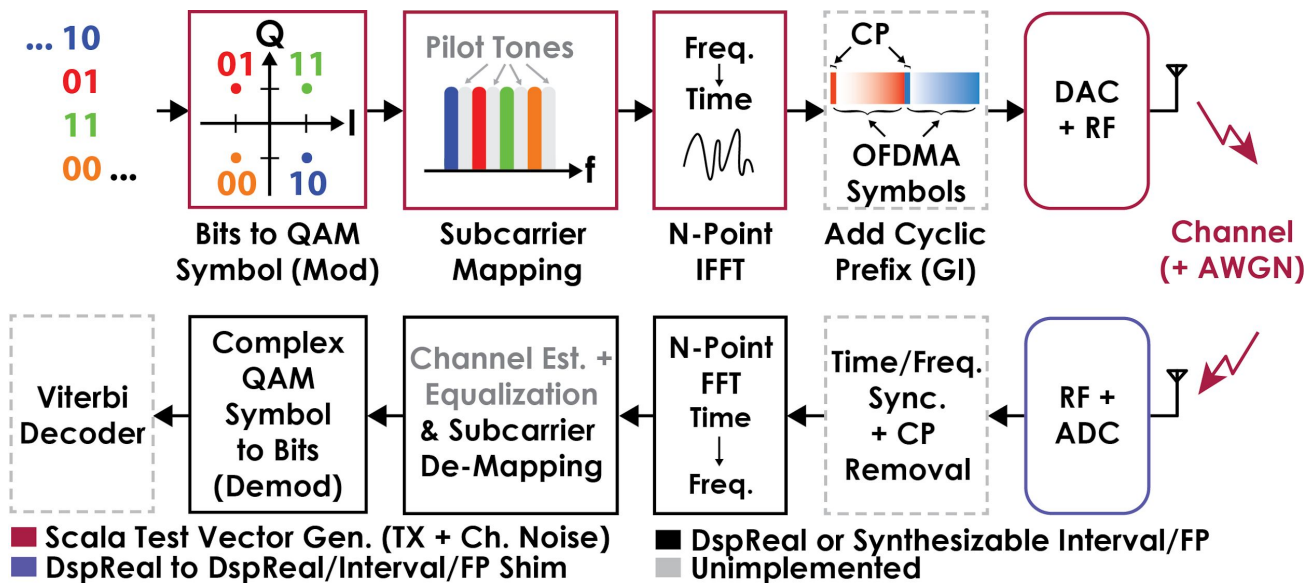 ... 10
01
11
00 ...
Q
01 11
I
00 10
Bits to QAM
Symbol (Mod)
Pilot Tones
f
Subcarrier
Mapping
Freq.
Time
N-Point
IFFT
CP
OFDMA
Symbols
Add Cyclic
Prefix (GI)
DAC
+ RF
Channel
(+ AWGN)
Viterbi
Decoder
Complex
QAM
Symbol
to Bits
(Demod)
Channel Est. +
Equalization
& Subcarrier
De-Mapping
N-Point
FFT
Time
Freq.
Time/Freq.
Sync.
+ CP
Removal
RF +
ADC
Scala Test Vector Gen. (TX + Ch. Noise)
DspReal or Synthesizable Interval/FP
DspReal to DspReal/Interval/FP Shim
Unimplemented